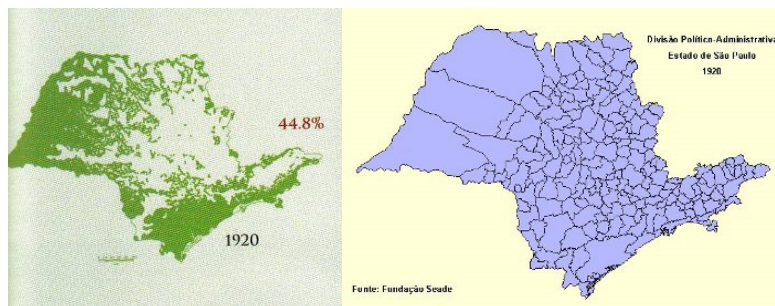 44.8%
1920
Divisão Político-Administrativa
Estado de São Paulo
1920
Fonte: Fundação Seade